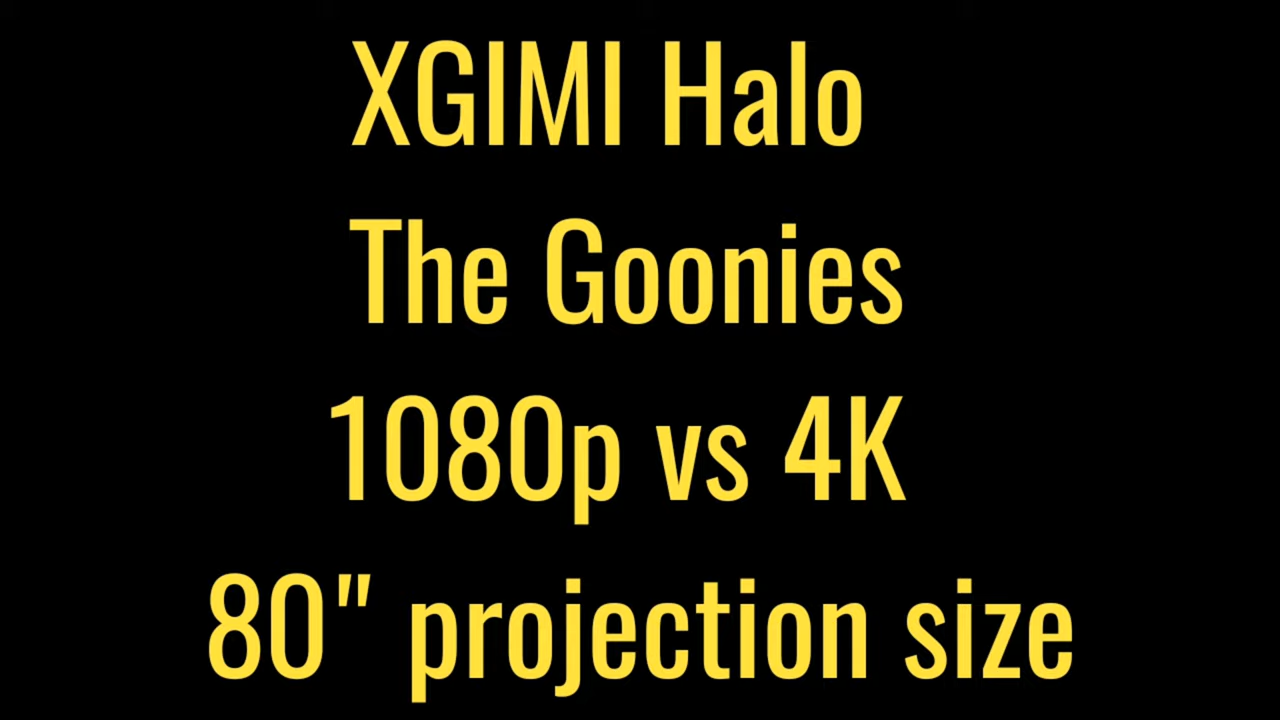 XGIMI Halo
The Goonies
1080p vs 4K
80" projection size